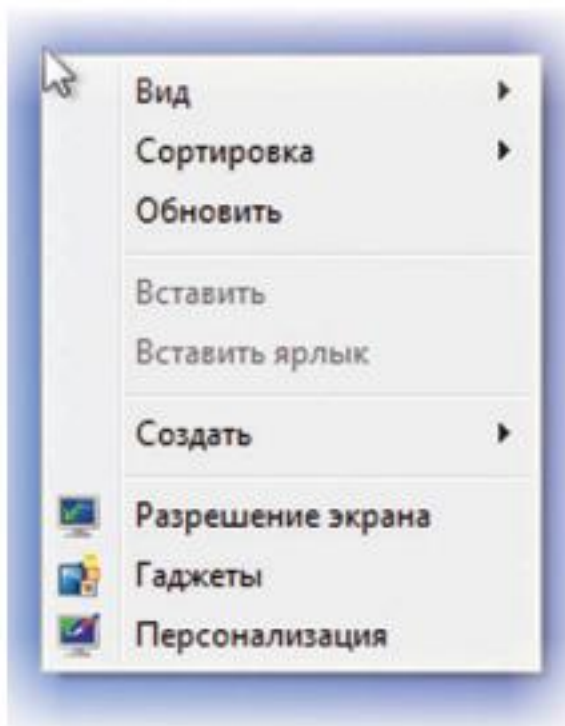 Вид
Сортировка
Обновить
Вставить
Вставить ярлык
Создать
Разрешение экрана
Гаджеты
Персонализация